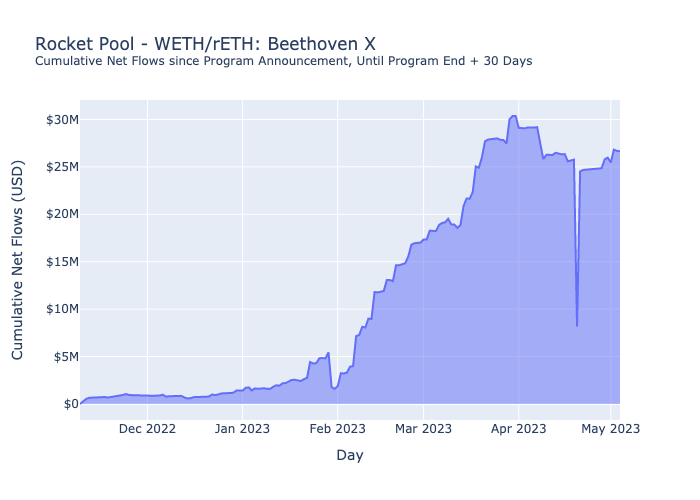 Rocket Pool - WETH/rETH: Beethoven X
Cumulative Net Flows since Program Announcement, Until Program End + 30 Days
Cumulative Net Flows (USD)
$30M
$25M
$20M
$15M
$10M
$5M
$0
Dec 2022 Jan 2023 Feb 2023 Mar 2023 Apr 2023 May 2023
Day